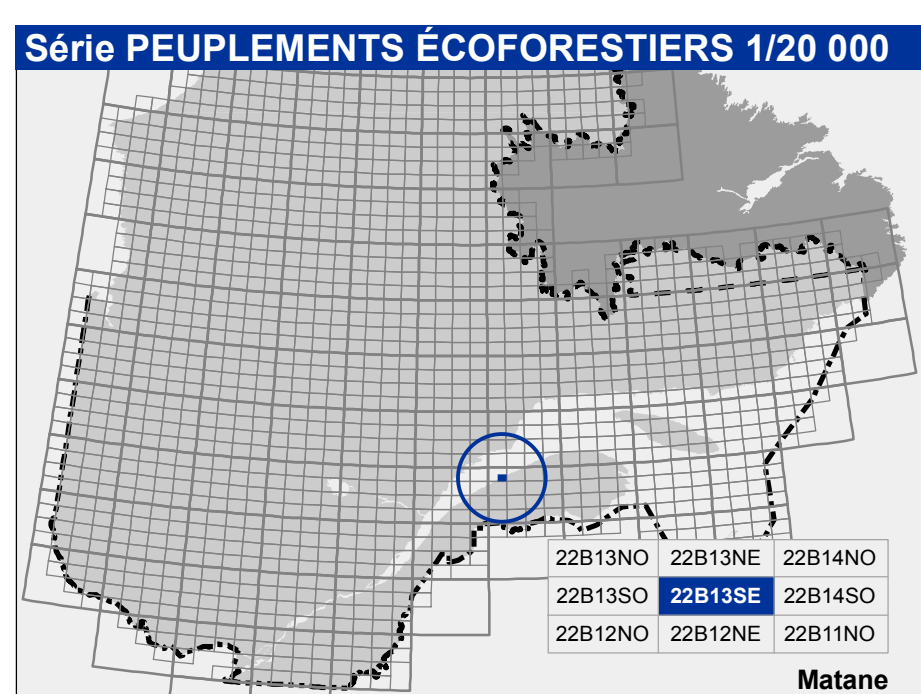 Série PEUPLEMENTS ÉCOFORESTIERS 1/20 000
22B13NO 22B13NE 22B14NO
22B13SO 22B13SE 22B14SO
22B12NO 22B12NE 22B11NO
Matane